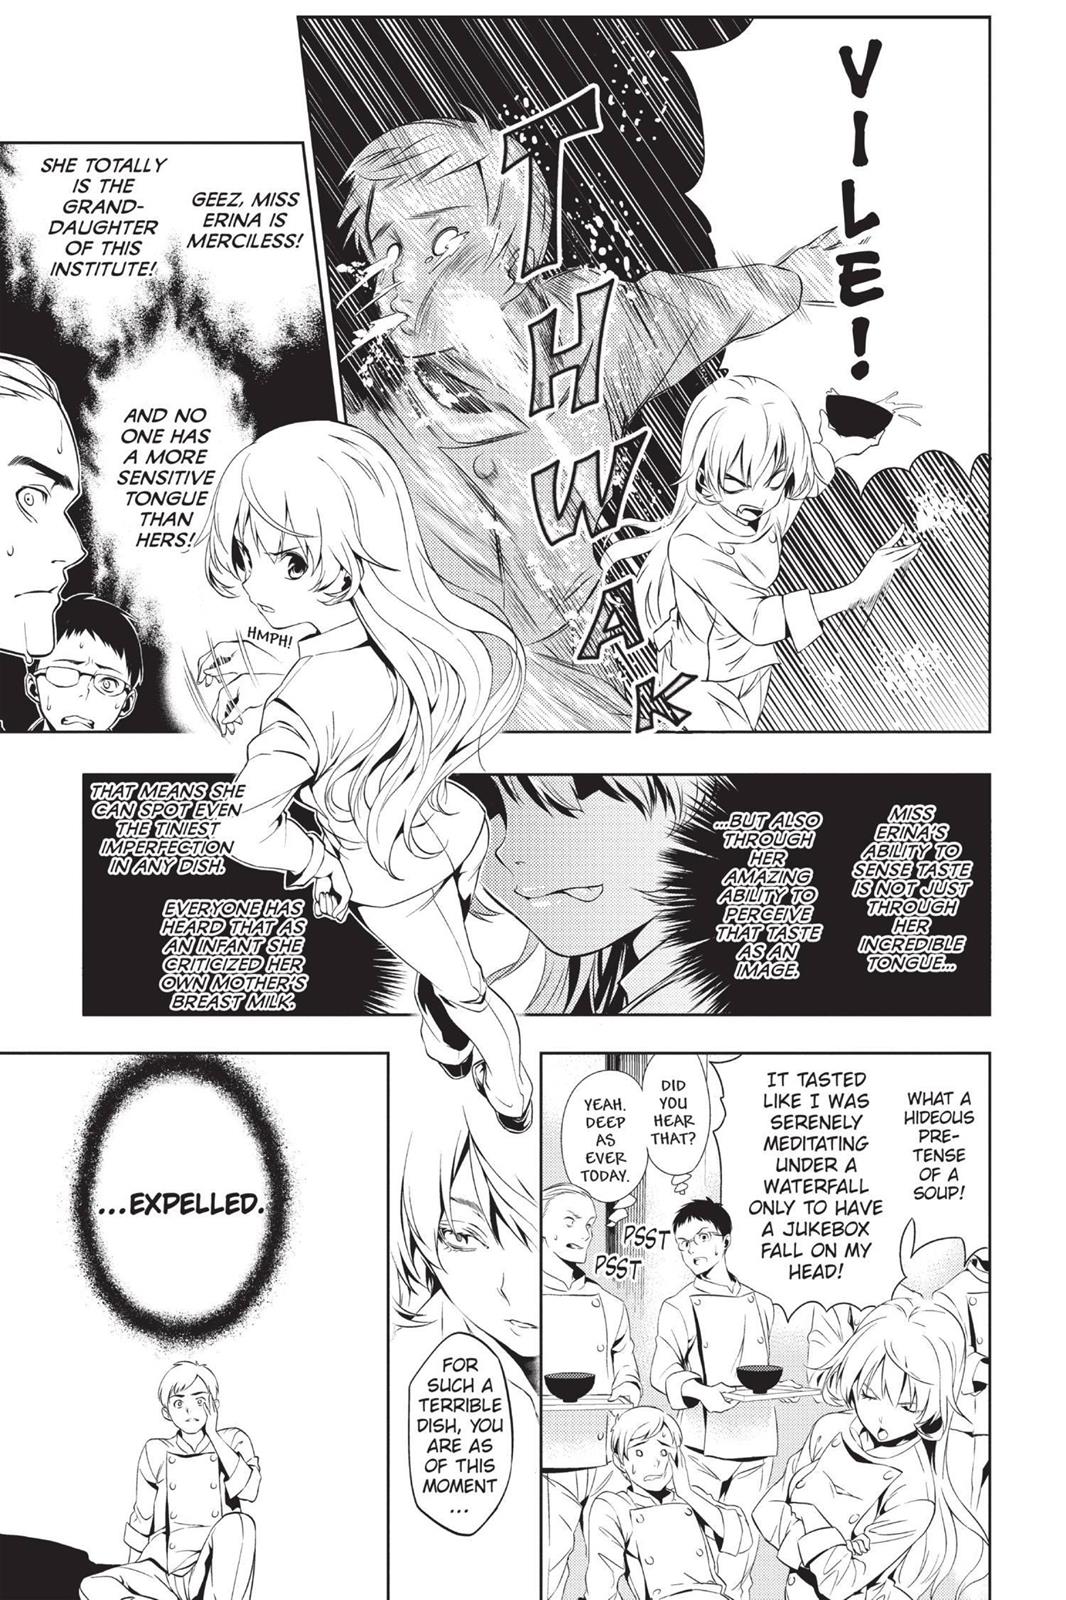 VILE!
THWAK
GEEZ, MISS
ERINA IS
MERCILESS!
SHE TOTALLY
IS THE
GRAND-
DAUGHTER
OF THIS
INSTITUTE!
AND NO
ONE HAS
A MORE
SENSITIVE
TONGUE
THAN
HERS!
HMPH!
MISS
ERINA'S
ABILITY TO
SENSE TASTE
IS NOT JUST
THROUGH
HER
INCREDIBLE
TONGUE...
...BUT ALSO
THROUGH
HER
AMAZING
ABILITY TO
PERCEIVE
THAT TASTE
AS AN
IMAGE.
THAT MEANS SHE
CAN SPOT EVEN
THE TINIEST
IMPERFECTION
IN ANY DISH.
EVERYONE HAS
HEARD THAT AS
AN INFANT SHE
CRITICIZED HER
OWN MOTHER'S
BREAST MILK.
WHAT A
HIDEOUS
PRE-
TENSE
OF A
SOUP!
IT TASTED
LIKE I WAS
SERENELY
MEDITATING
UNDER A
WATERFALL
ONLY TO HAVE
A JUKEBOX
FALL ON MY
HEAD!
DID
YOU
HEAR
THAT?
YEAH.
DEEP
AS
EVER
TODAY.
PSST
PSST
FOR
SUCH A
TERRIBLE
DISH, YOU
ARE AS
OF THIS
MOMENT
...
...EXPELLED.